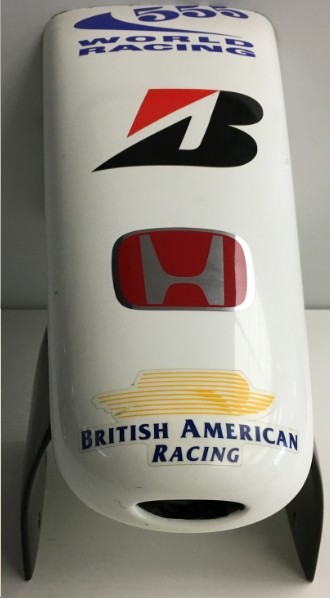 555
WORLD
RACING
B
H
BRITISH AMERICAN
RACING